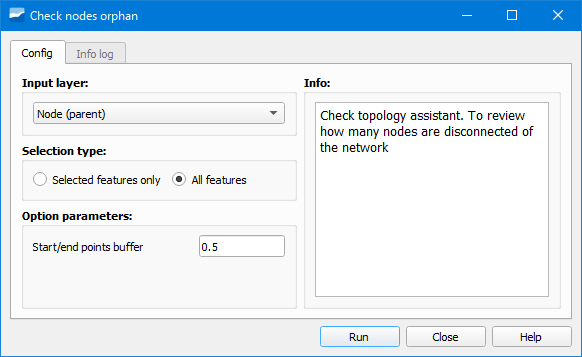 Check nodes orphan
Config
Info log
Input layer:
Node (parent)
Selection type:
Selected features only
All features
Option parameters:
Start/end points buffer
0.5
Info:
Check topology assistant. To review
how many nodes are disconnected of
the network
Run
Close
Help